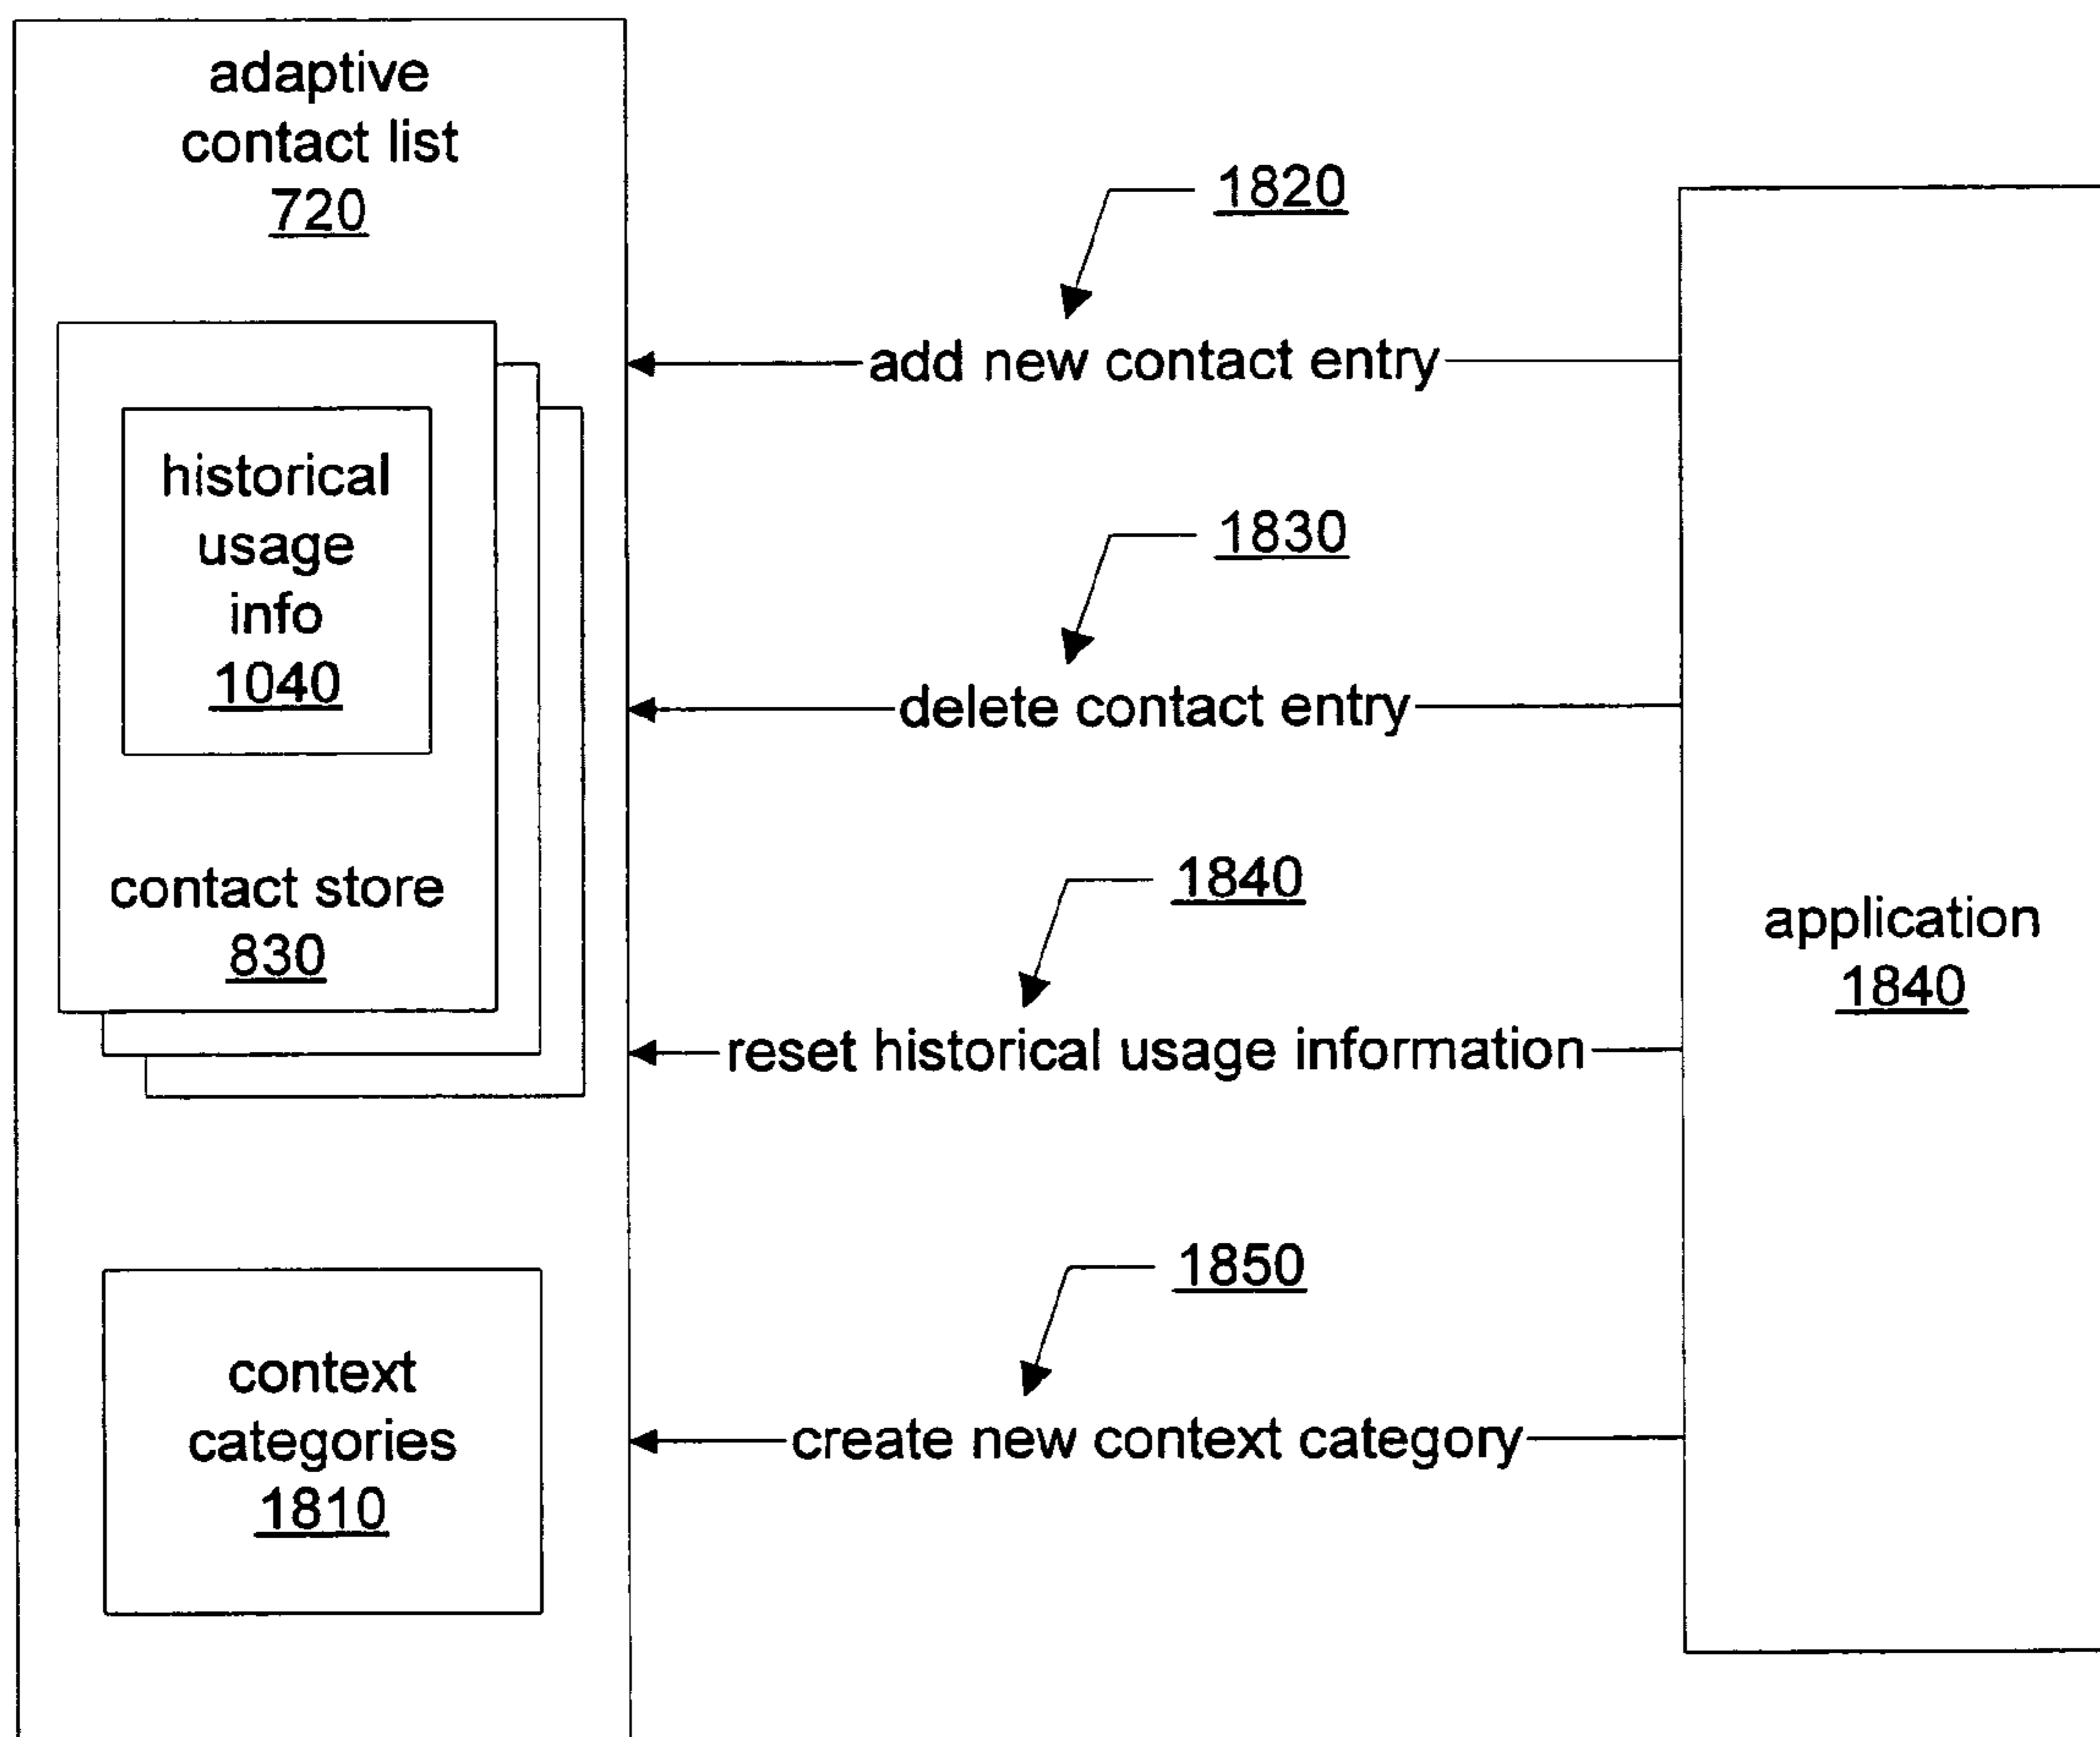 adaptive
contact list
720
historical
usage
info
1040
contact store
830
context
categories
1810
1820
add new contact entry
1830
delete contact entry
1840
reset historical usage information
1850
create new context category
application
1840